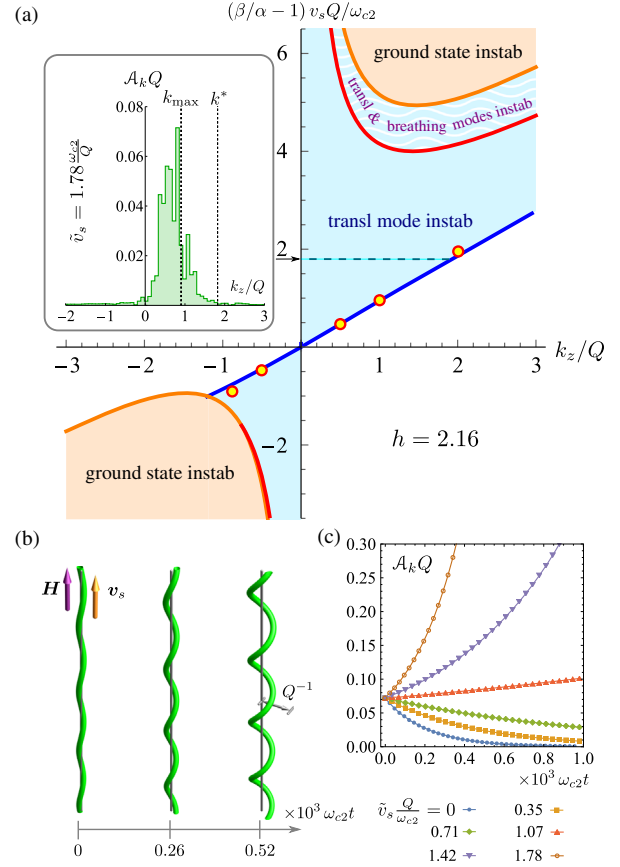 (a)
(β/α − 1) v_s Q/ω_c2
6
4
2
−2
ground state instab
transl & breathing modes instab
transl mode instab
−3 −2 −1 1 2 3
k_z/Q
ground state instab
h = 2.16
A_k Q
k_max k*
0.08
0.06
0.04
0.02
ṽ_s = 1.78 ω_c2/Q
k_z/Q
−2 −1 0 1 2 3
(b)
H v_s
Q⁻¹
×10³ ω_c2 t
0 0.26 0.52
(c)
A_k Q
0.30
0.25
0.20
0.15
0.10
0.05
0.00
0.0 0.2 0.4 0.6 0.8 1.0
×10³ ω_c2 t
ṽ_s Q/ω_c2 = 0 0.35
0.71 1.07
1.42 1.78